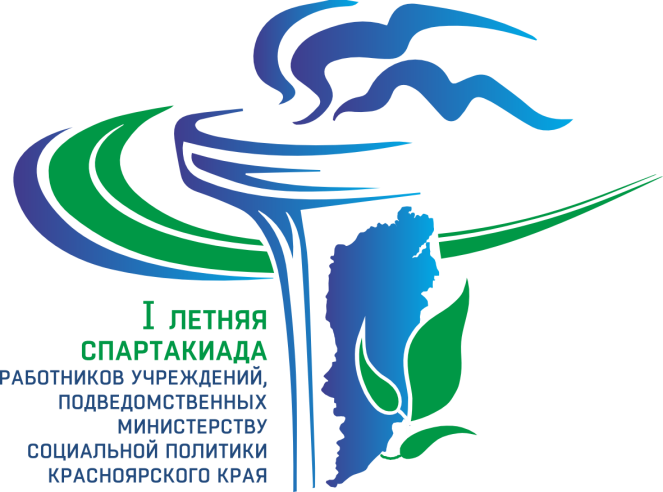 I ЛЕТНЯЯ
СПАРТАКИАДА
РАБОТНИКОВ УЧРЕЖДЕНИЙ,
ПОДВЕДОМСТВЕННЫХ
МИНИСТЕРСТВУ
СОЦИАЛЬНОЙ ПОЛИТИКИ
КРАСНОЯРСКОГО КРАЯ